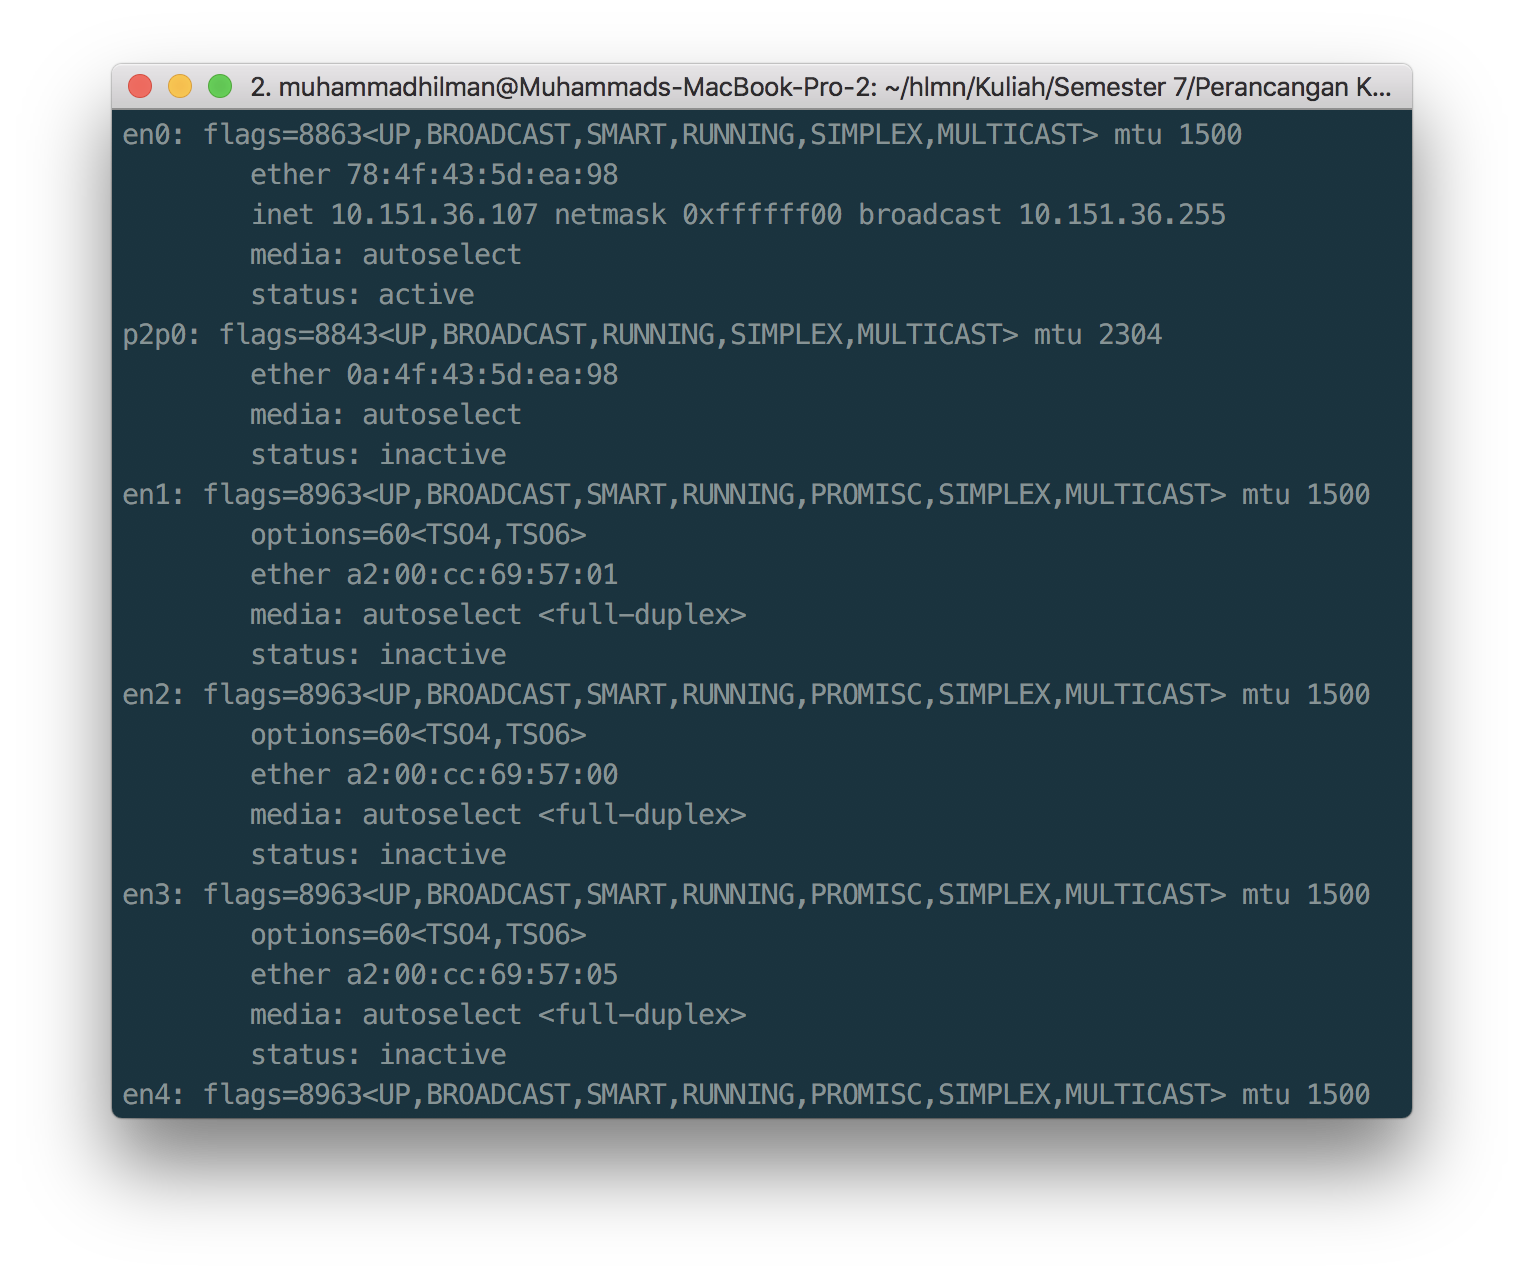 2. muhammadhilman@Muhammads-MacBook-Pro-2: ~/hlmn/Kuliah/Semester 7/Perancangan K...
en0: flags=8863<UP,BROADCAST,SMART,RUNNING,SIMPLEX,MULTICAST> mtu 1500
ether 78:4f:43:5d:ea:98
inet 10.151.36.107 netmask 0xffffff00 broadcast 10.151.36.255
media: autoselect
status: active
p2p0: flags=8843<UP,BROADCAST,RUNNING,SIMPLEX,MULTICAST> mtu 2304
ether 0a:4f:43:5d:ea:98
media: autoselect
status: inactive
en1: flags=8963<UP,BROADCAST,SMART,RUNNING,PROMISC,SIMPLEX,MULTICAST> mtu 1500
options=60<TSO4,TSO6>
ether a2:00:cc:69:57:01
media: autoselect <full-duplex>
status: inactive
en2: flags=8963<UP,BROADCAST,SMART,RUNNING,PROMISC,SIMPLEX,MULTICAST> mtu 1500
options=60<TSO4,TSO6>
ether a2:00:cc:69:57:00
media: autoselect <full-duplex>
status: inactive
en3: flags=8963<UP,BROADCAST,SMART,RUNNING,PROMISC,SIMPLEX,MULTICAST> mtu 1500
options=60<TSO4,TSO6>
ether a2:00:cc:69:57:05
media: autoselect <full-duplex>
status: inactive
en4: flags=8963<UP,BROADCAST,SMART,RUNNING,PROMISC,SIMPLEX,MULTICAST> mtu 1500